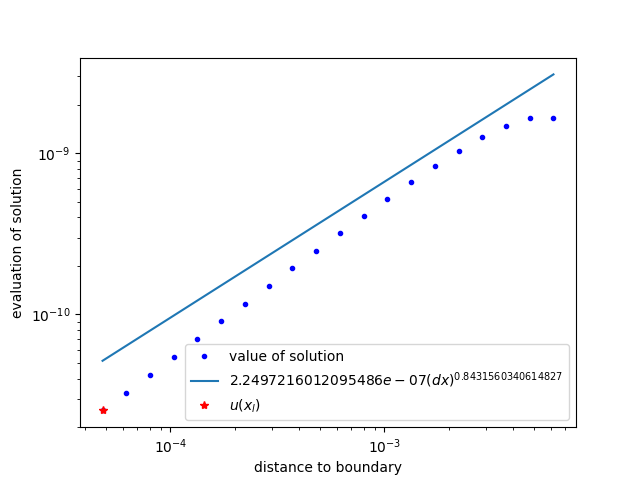 evaluation of solution
10⁻⁹
10⁻¹⁰
value of solution
2.2497216012095486e − 07(dx)^0.8431560340614827
u(x_l)
10⁻⁴
10⁻³
distance to boundary